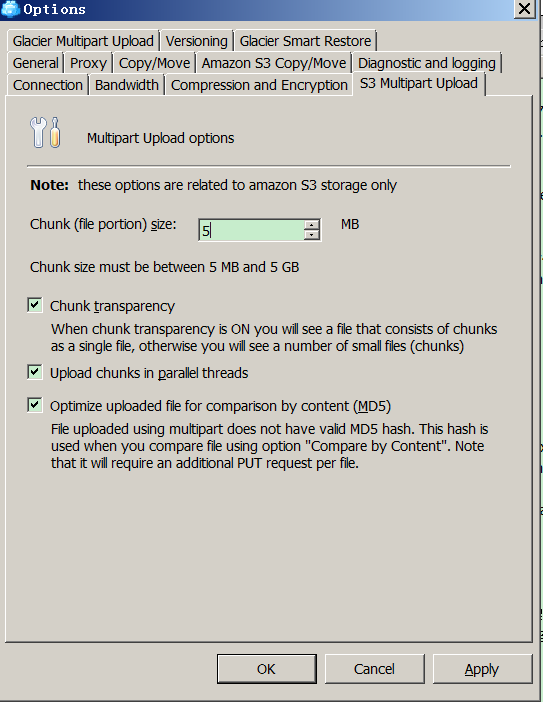 Options
Glacier Multipart Upload Versioning Glacier Smart Restore
General Proxy Copy/Move Amazon S3 Copy/Move Diagnostic and logging
Connection Bandwidth Compression and Encryption S3 Multipart Upload
Multipart Upload options
Note: these options are related to amazon S3 storage only
Chunk (file portion) size: 5 MB
Chunk size must be between 5 MB and 5 GB
Chunk transparency
When chunk transparency is ON you will see a file that consists of chunks
as a single file, otherwise you will see a number of small files (chunks)
Upload chunks in parallel threads
Optimize uploaded file for comparison by content (MD5)
File uploaded using multipart does not have valid MD5 hash. This hash is
used when you compare file using option "Compare by Content". Note
that it will require an additional PUT request per file.
OK Cancel Apply